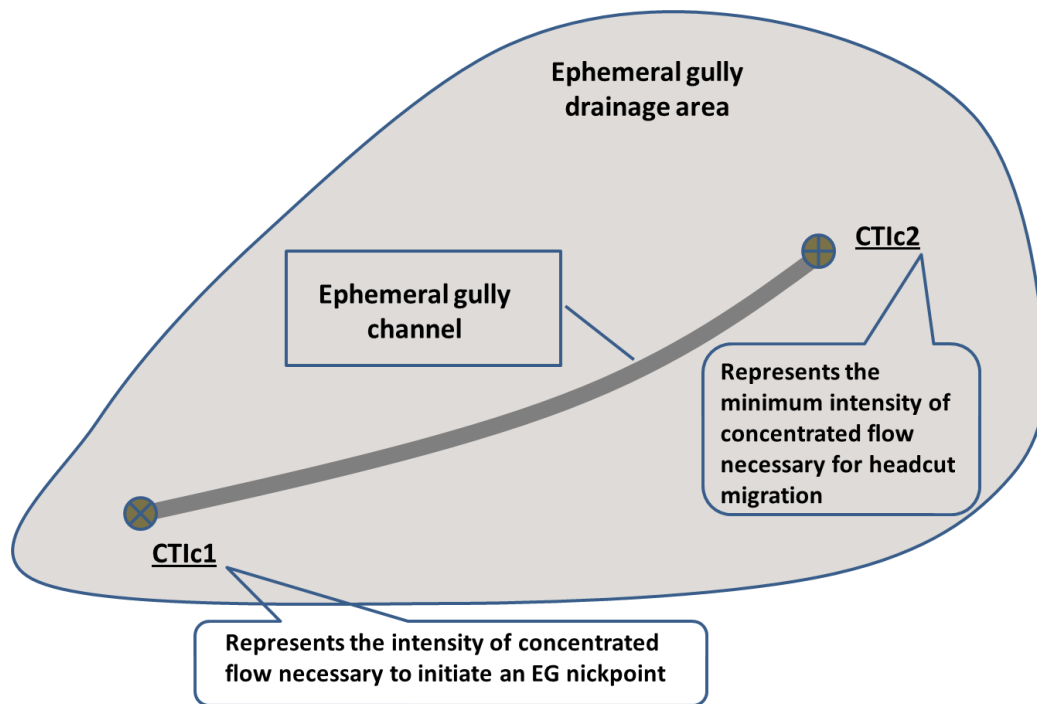 Ephemeral gully
drainage area
CTIc2
Ephemeral gully
channel
Represents the
minimum intensity of
concentrated flow
necessary for headcut
migration
CTIc1
Represents the intensity of concentrated
flow necessary to initiate an EG nickpoint